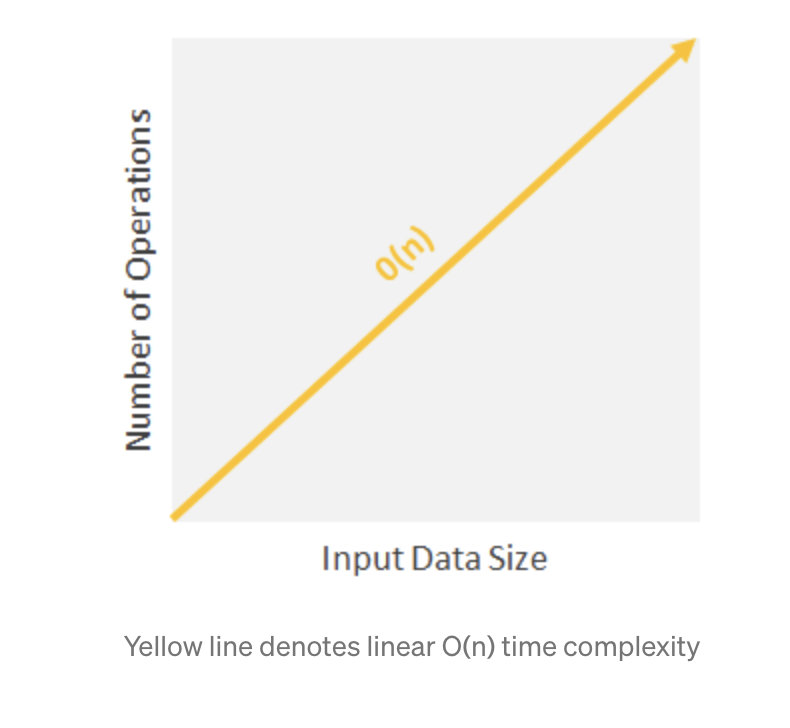 Number of Operations
O(n)
Input Data Size
Yellow line denotes linear O(n) time complexity